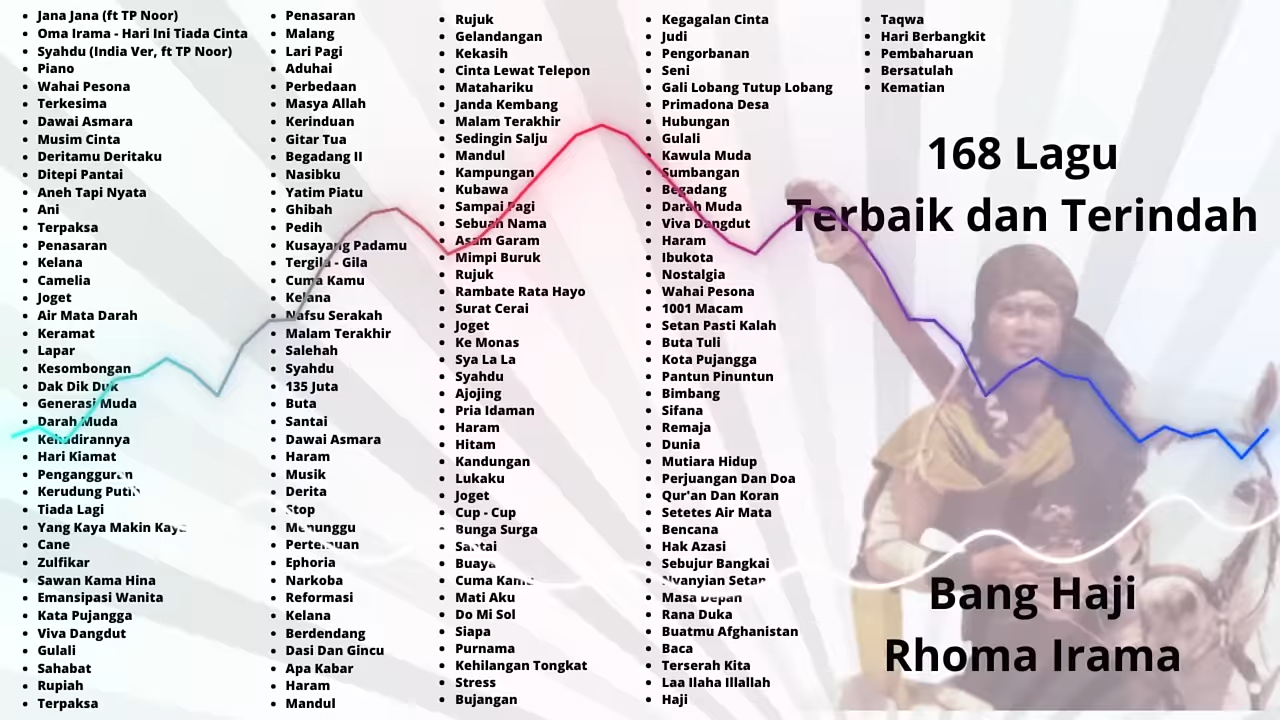 Jana Jana (ft TP Noor)
Oma Irama - Hari Ini Tiada Cinta
Syahdu (India Ver, ft TP Noor)
Piano
Wahai Pesona
Terkesima
Dawai Asmara
Musim Cinta
Deritamu Deritaku
Ditepi Pantai
Aneh Tapi Nyata
Ani
Terpaksa
Penasaran
Kelana
Camelia
Joget
Air Mata Darah
Keramat
Lapar
Kesombongan
Dak Dik Duk
Generasi Muda
Darah Muda
Kehadirannya
Hari Kiamat
Pengangguran
Kerudung Putih
Tiada Lagi
Yang Kaya Makin Kaya
Cane
Zulfikar
Sawan Kama Hina
Emansipasi Wanita
Kata Pujangga
Viva Dangdut
Gulali
Sahabat
Rupiah
Terpaksa
Penasaran
Malang
Lari Pagi
Aduhai
Perbedaan
Masya Allah
Kerinduan
Gitar Tua
Begadang II
Nasibku
Yatim Piatu
Ghibah
Pedih
Kusayang Padamu
Tergila - Gila
Cuma Kamu
Kelana
Nafsu Serakah
Malam Terakhir
Salehah
Syahdu
135 Juta
Buta
Santai
Dawai Asmara
Haram
Musik
Derita
Stop
Menunggu
Pertemuan
Ephoria
Narkoba
Reformasi
Kelana
Berdendang
Dasi Dan Gincu
Apa Kabar
Haram
Mandul
Rujuk
Gelandangan
Kekasih
Cinta Lewat Telepon
Matahariku
Janda Kembang
Malam Terakhir
Sedingin Salju
Mandul
Kampungan
Kubawa
Sampai Pagi
Sebuah Nama
Asam Garam
Mimpi Buruk
Rujuk
Rambate Rata Hayo
Surat Cerai
Joget
Ke Monas
Sya La La
Syahdu
Ajojing
Pria Idaman
Haram
Hitam
Kandungan
Lukaku
Joget
Cup - Cup
Bunga Surga
Santai
Buaya
Cuma Kamu
Mati Aku
Do Mi Sol
Siapa
Purnama
Kehilangan Tongkat
Stress
Bujangan
Kegagalan Cinta
Judi
Pengorbanan
Seni
Gali Lobang Tutup Lobang
Primadona Desa
Hubungan
Gulali
Kawula Muda
Sumbangan
Begadang
Darah Muda
Viva Dangdut
Haram
Ibukota
Nostalgia
Wahai Pesona
1001 Macam
Setan Pasti Kalah
Buta Tuli
Kota Pujangga
Pantun Pinuntun
Bimbang
Sifana
Remaja
Dunia
Mutiara Hidup
Perjuangan Dan Doa
Qur'an Dan Koran
Setetes Air Mata
Bencana
Hak Azasi
Sebujur Bangkai
Nyanyian Setan
Masa Depan
Rana Duka
Buatmu Afghanistan
Baca
Terserah Kita
Laa Ilaha Illallah
Haji
Taqwa
Hari Berbangkit
Pembaharuan
Bersatulah
Kematian
168 Lagu
Terbaik dan Terindah
Bang Haji
Rhoma Irama